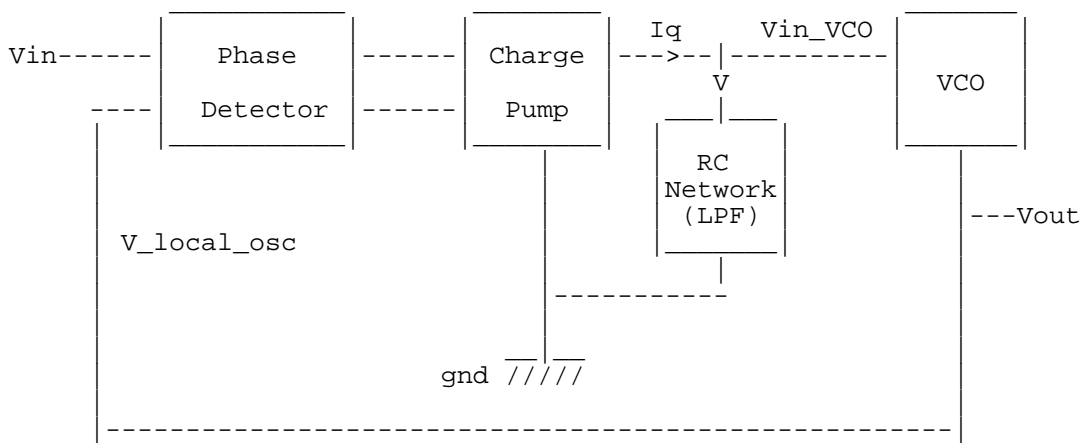 Iq Vin_VCO
Vin Phase Charge
V VCO
Detector Pump
RC
Network
(LPF)
Vout
V_local_osc
gnd /////